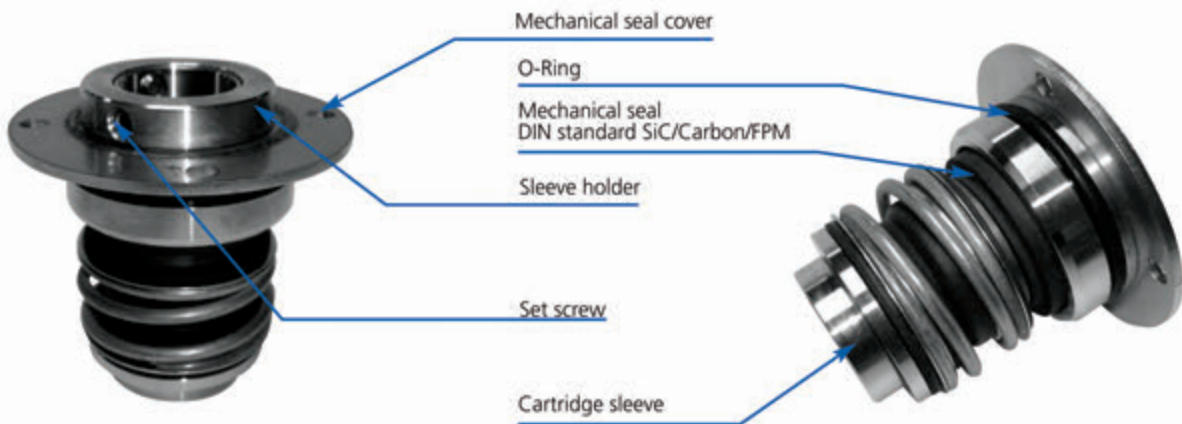 Mechanical seal cover
O-Ring
Mechanical seal
DIN standard SiC/Carbon/FPM
Sleeve holder
Set screw
Cartridge sleeve